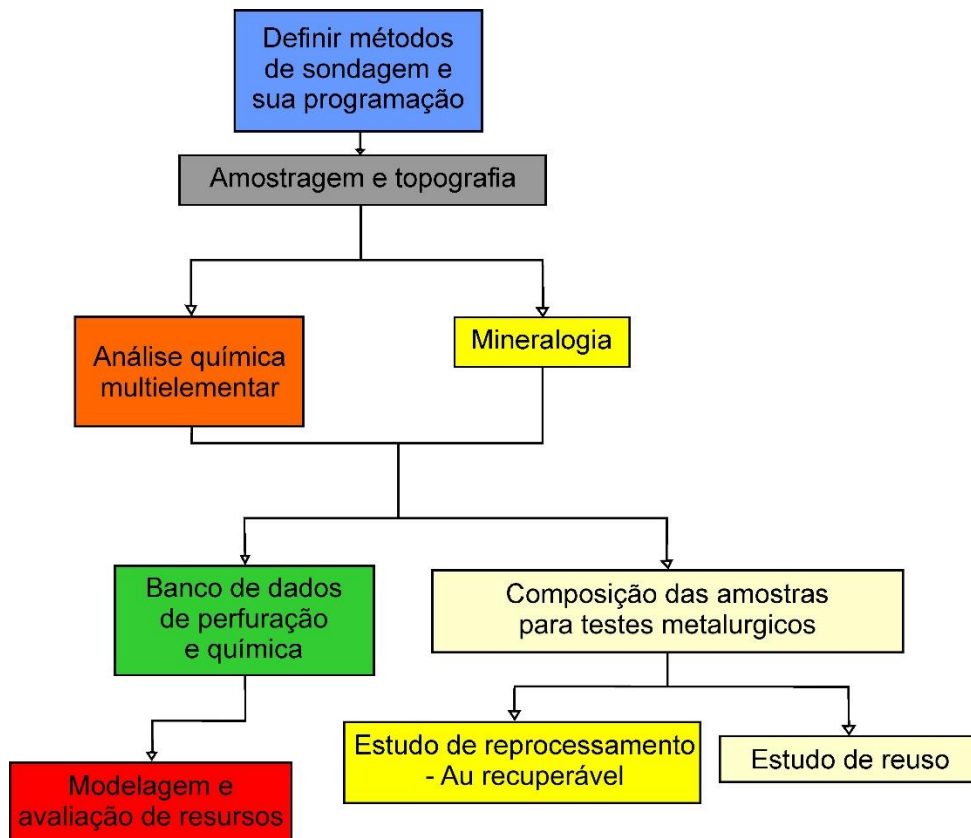 Definir métodos
de sondagem e
sua programação
Amostragem e topografia
Análise química
multielementar
Mineralogia
Banco de dados
de perfuração
e química
Composição das amostras
para testes metalurgicos
Modelagem e
avaliação de resursos
Estudo de reprocessamento
- Au recuperável
Estudo de reuso